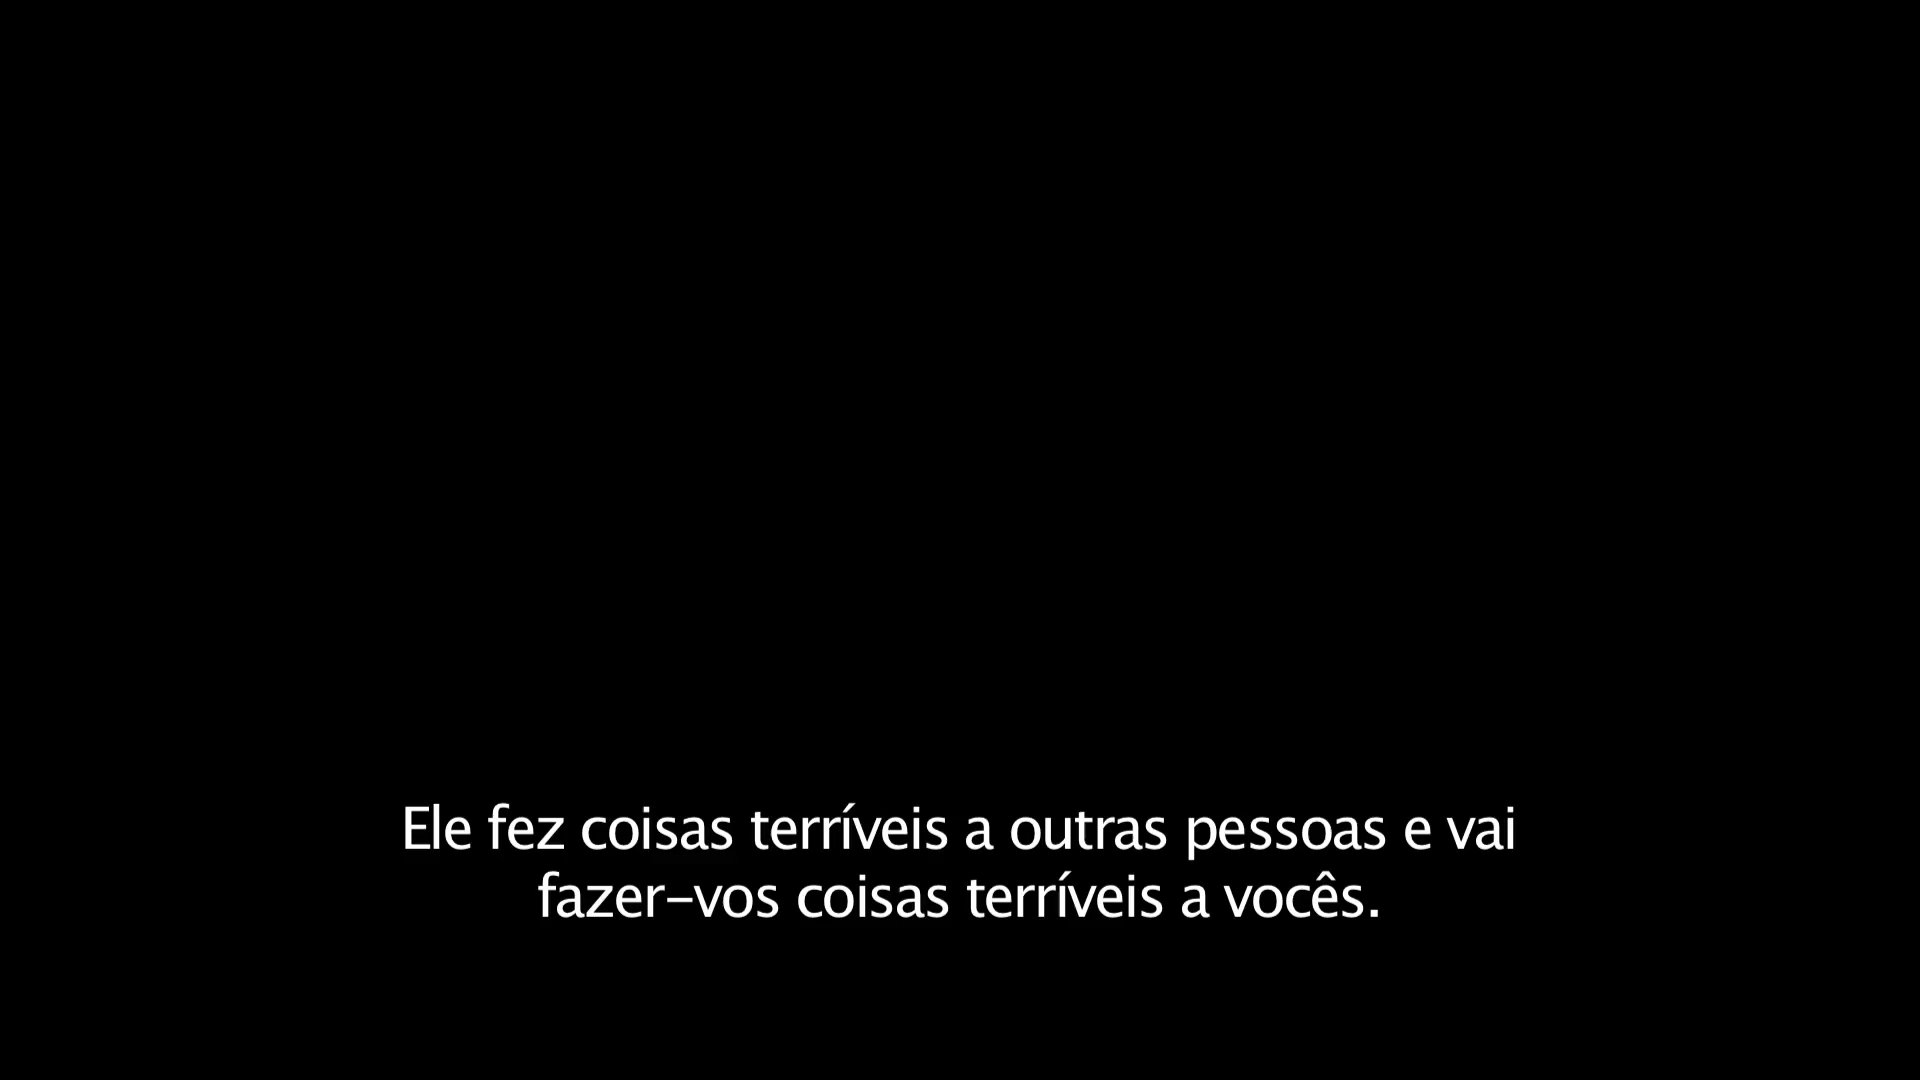 Ele fez coisas terríveis a outras pessoas e vai
fazer-vos coisas terríveis a vocês.